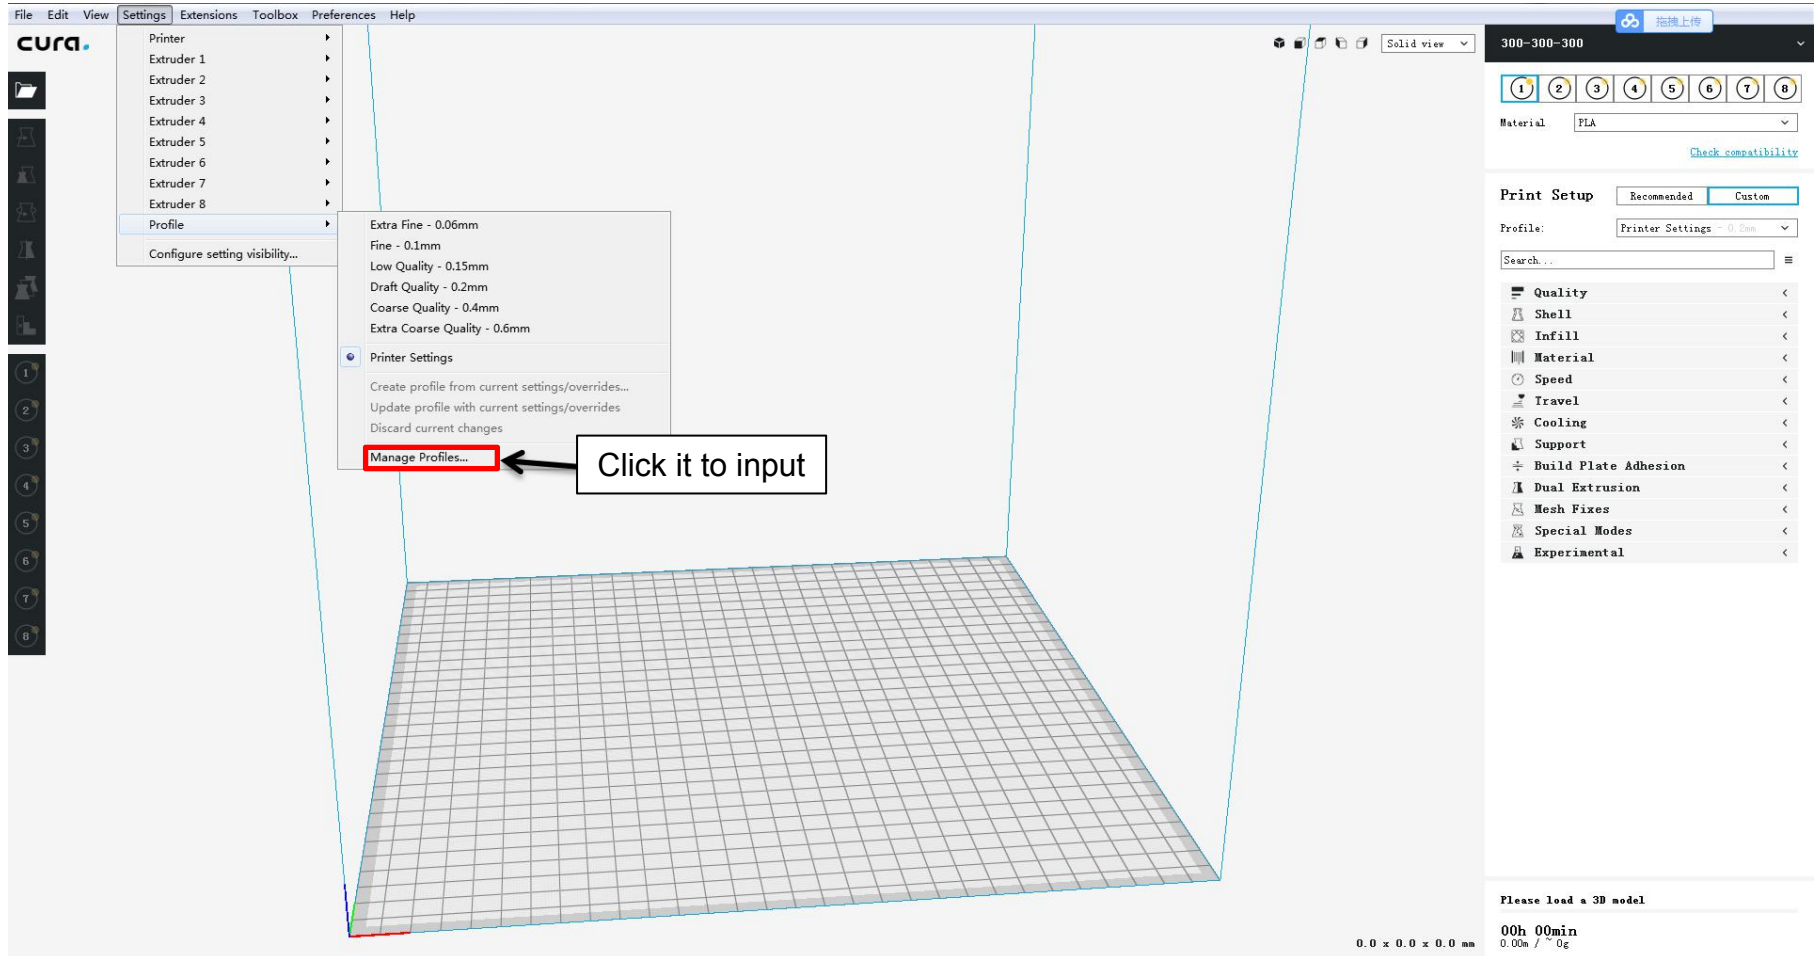 File Edit View Settings Extensions Toolbox Preferences Help
拖拽上传
cura.
Printer
Extruder 1
Extruder 2
Extruder 3
Extruder 4
Extruder 5
Extruder 6
Extruder 7
Extruder 8
Profile
Configure setting visibility...
Extra Fine - 0.06mm
Fine - 0.1mm
Low Quality - 0.15mm
Draft Quality - 0.2mm
Coarse Quality - 0.4mm
Extra Coarse Quality - 0.6mm
Printer Settings
Create profile from current settings/overrides...
Update profile with current settings/overrides
Discard current changes
Manage Profiles...
Click it to input
1
2
3
4
5
6
7
8
Solid view
300-300-300
1 2 3 4 5 6 7 8
Material PLA
Check compatibility
Print Setup Recommended Custom
Profile: Printer Settings - 0.2mm
Search...
Quality
Shell
Infill
Material
Speed
Travel
Cooling
Support
Build Plate Adhesion
Dual Extrusion
Mesh Fixes
Special Modes
Experimental
Please load a 3D model
00h 00min
0.0 x 0.0 x 0.0 mm
0.00m / ~ 0g